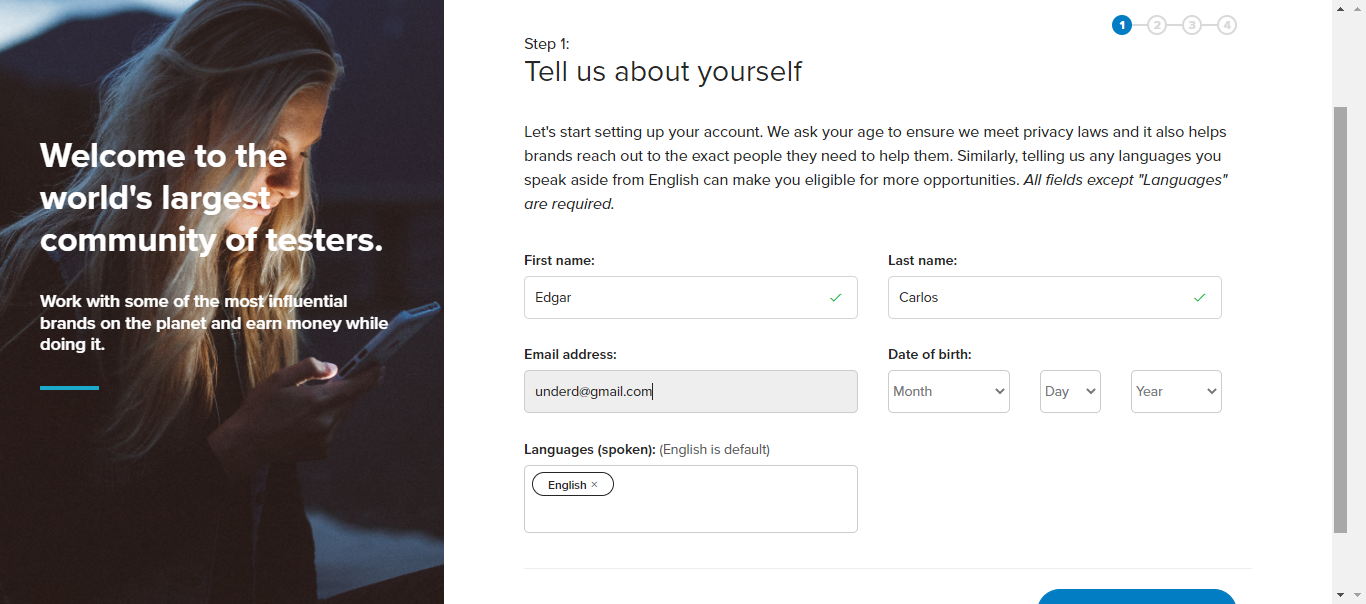 Welcome to the
world's largest
community of testers.
Work with some of the most influential
brands on the planet and earn money while
doing it.
1 2 3 4
Step 1:
Tell us about yourself
Let's start setting up your account. We ask your age to ensure we meet privacy laws and it also helps
brands reach out to the exact people they need to help them. Similarly, telling us any languages you
speak aside from English can make you eligible for more opportunities. All fields except "Languages"
are required.
First name: Last name:
Edgar Carlos
Email address: Date of birth:
underd@gmail.com Month Day Year
Languages (spoken): (English is default)
English ×